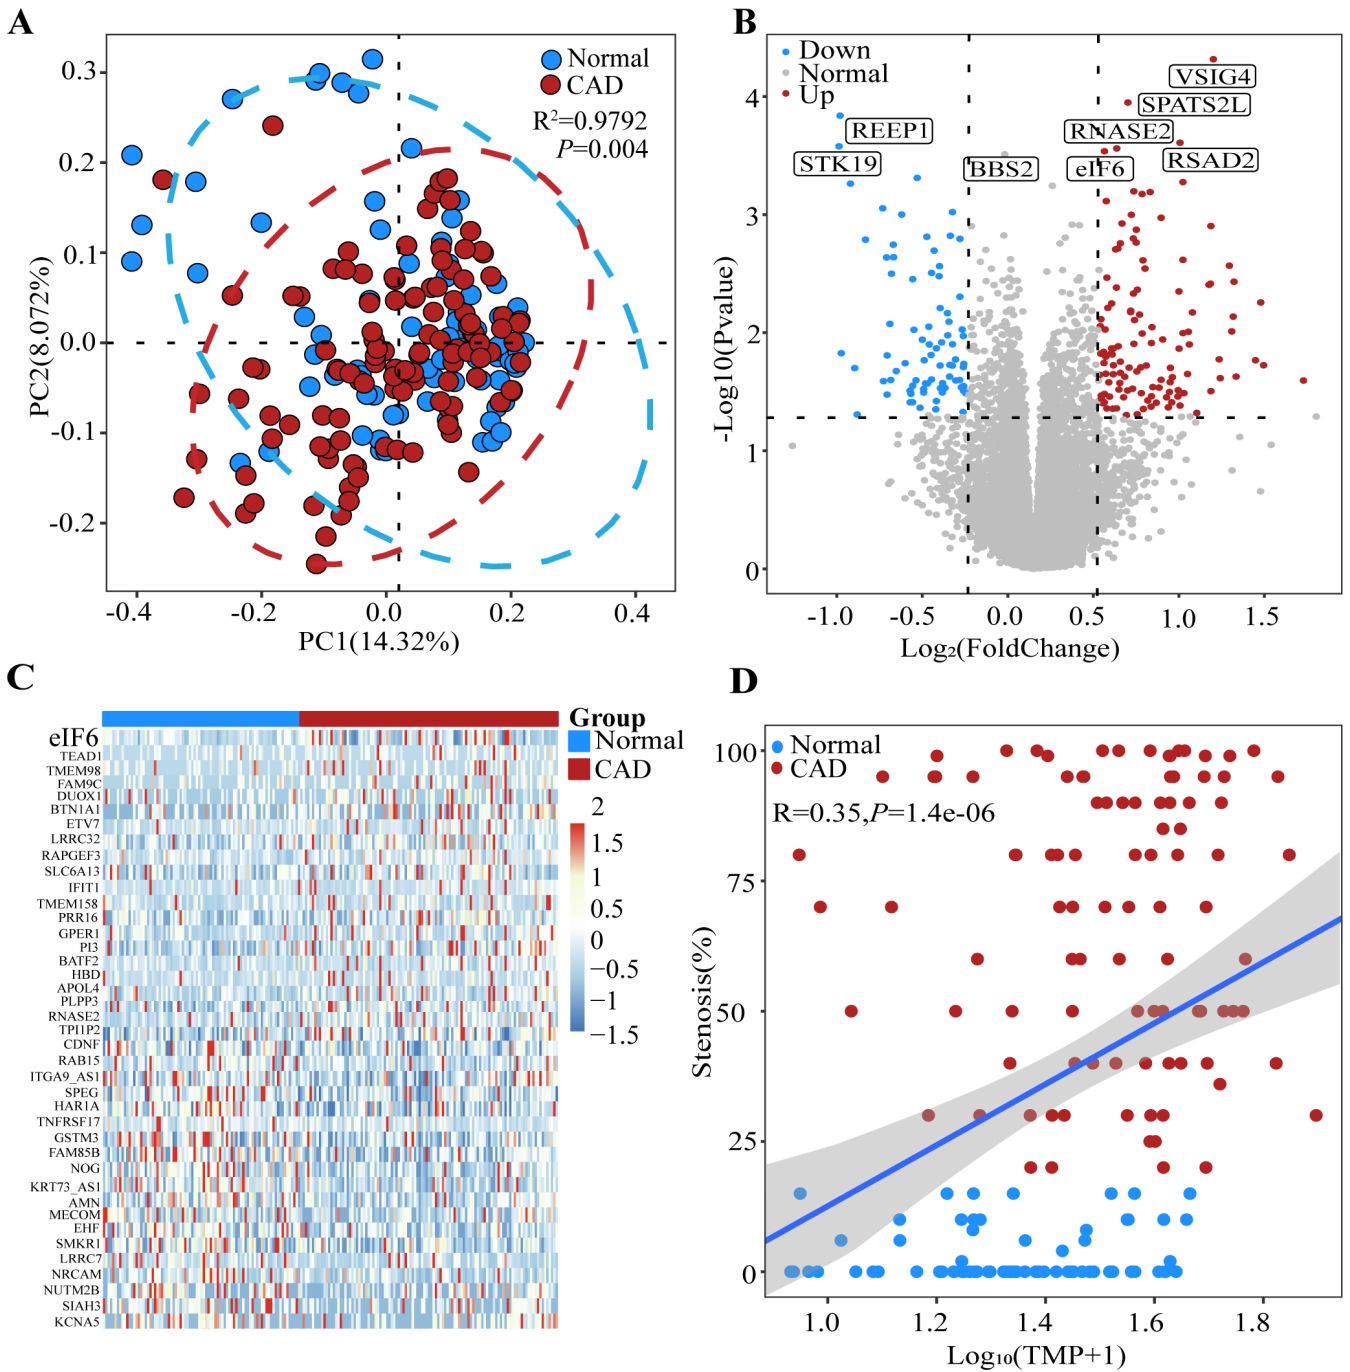 A
Normal
CAD
R²=0.9792
P=0.004
0.3
0.2
0.1
0.0
-0.1
-0.2
PC2(8.072%)
-0.4
-0.2
0.0
0.2
0.4
PC1(14.32%)
B
Down
Normal
Up
VSIG4
SPATS2L
REEP1
RNASE2
STK19
BBS2
eIF6
RSAD2
4
3
2
1
0
-Log10(Pvalue)
-1.0
-0.5
0.0
0.5
1.0
1.5
Log₂(FoldChange)
C
Group
Normal
CAD
2
1.5
1
0.5
0
−0.5
−1
−1.5
eIF6
TEAD1
TMEM98
FAM9C
DUOX1
BTN1A1
ETV7
LRRC32
RAPGEF3
SLC6A13
IFIT1
TMEM158
PRR16
GPER1
PI3
BATF2
HBD
APOL4
PLPP3
RNASE2
TPI1P2
CDNF
RAB15
ITGA9_AS1
SPEG
HAR1A
TNFRSF17
GSTM3
FAM85B
NOG
KRT73_AS1
AMN
MECOM
EHF
SMKR1
LRRC7
NRCAM
NUTM2B
SIAH3
KCNA5
D
Normal
CAD
R=0.35,P=1.4e-06
100
75
50
25
0
Stenosis(%)
1.0
1.2
1.4
1.6
1.8
Log₁₀(TMP+1)